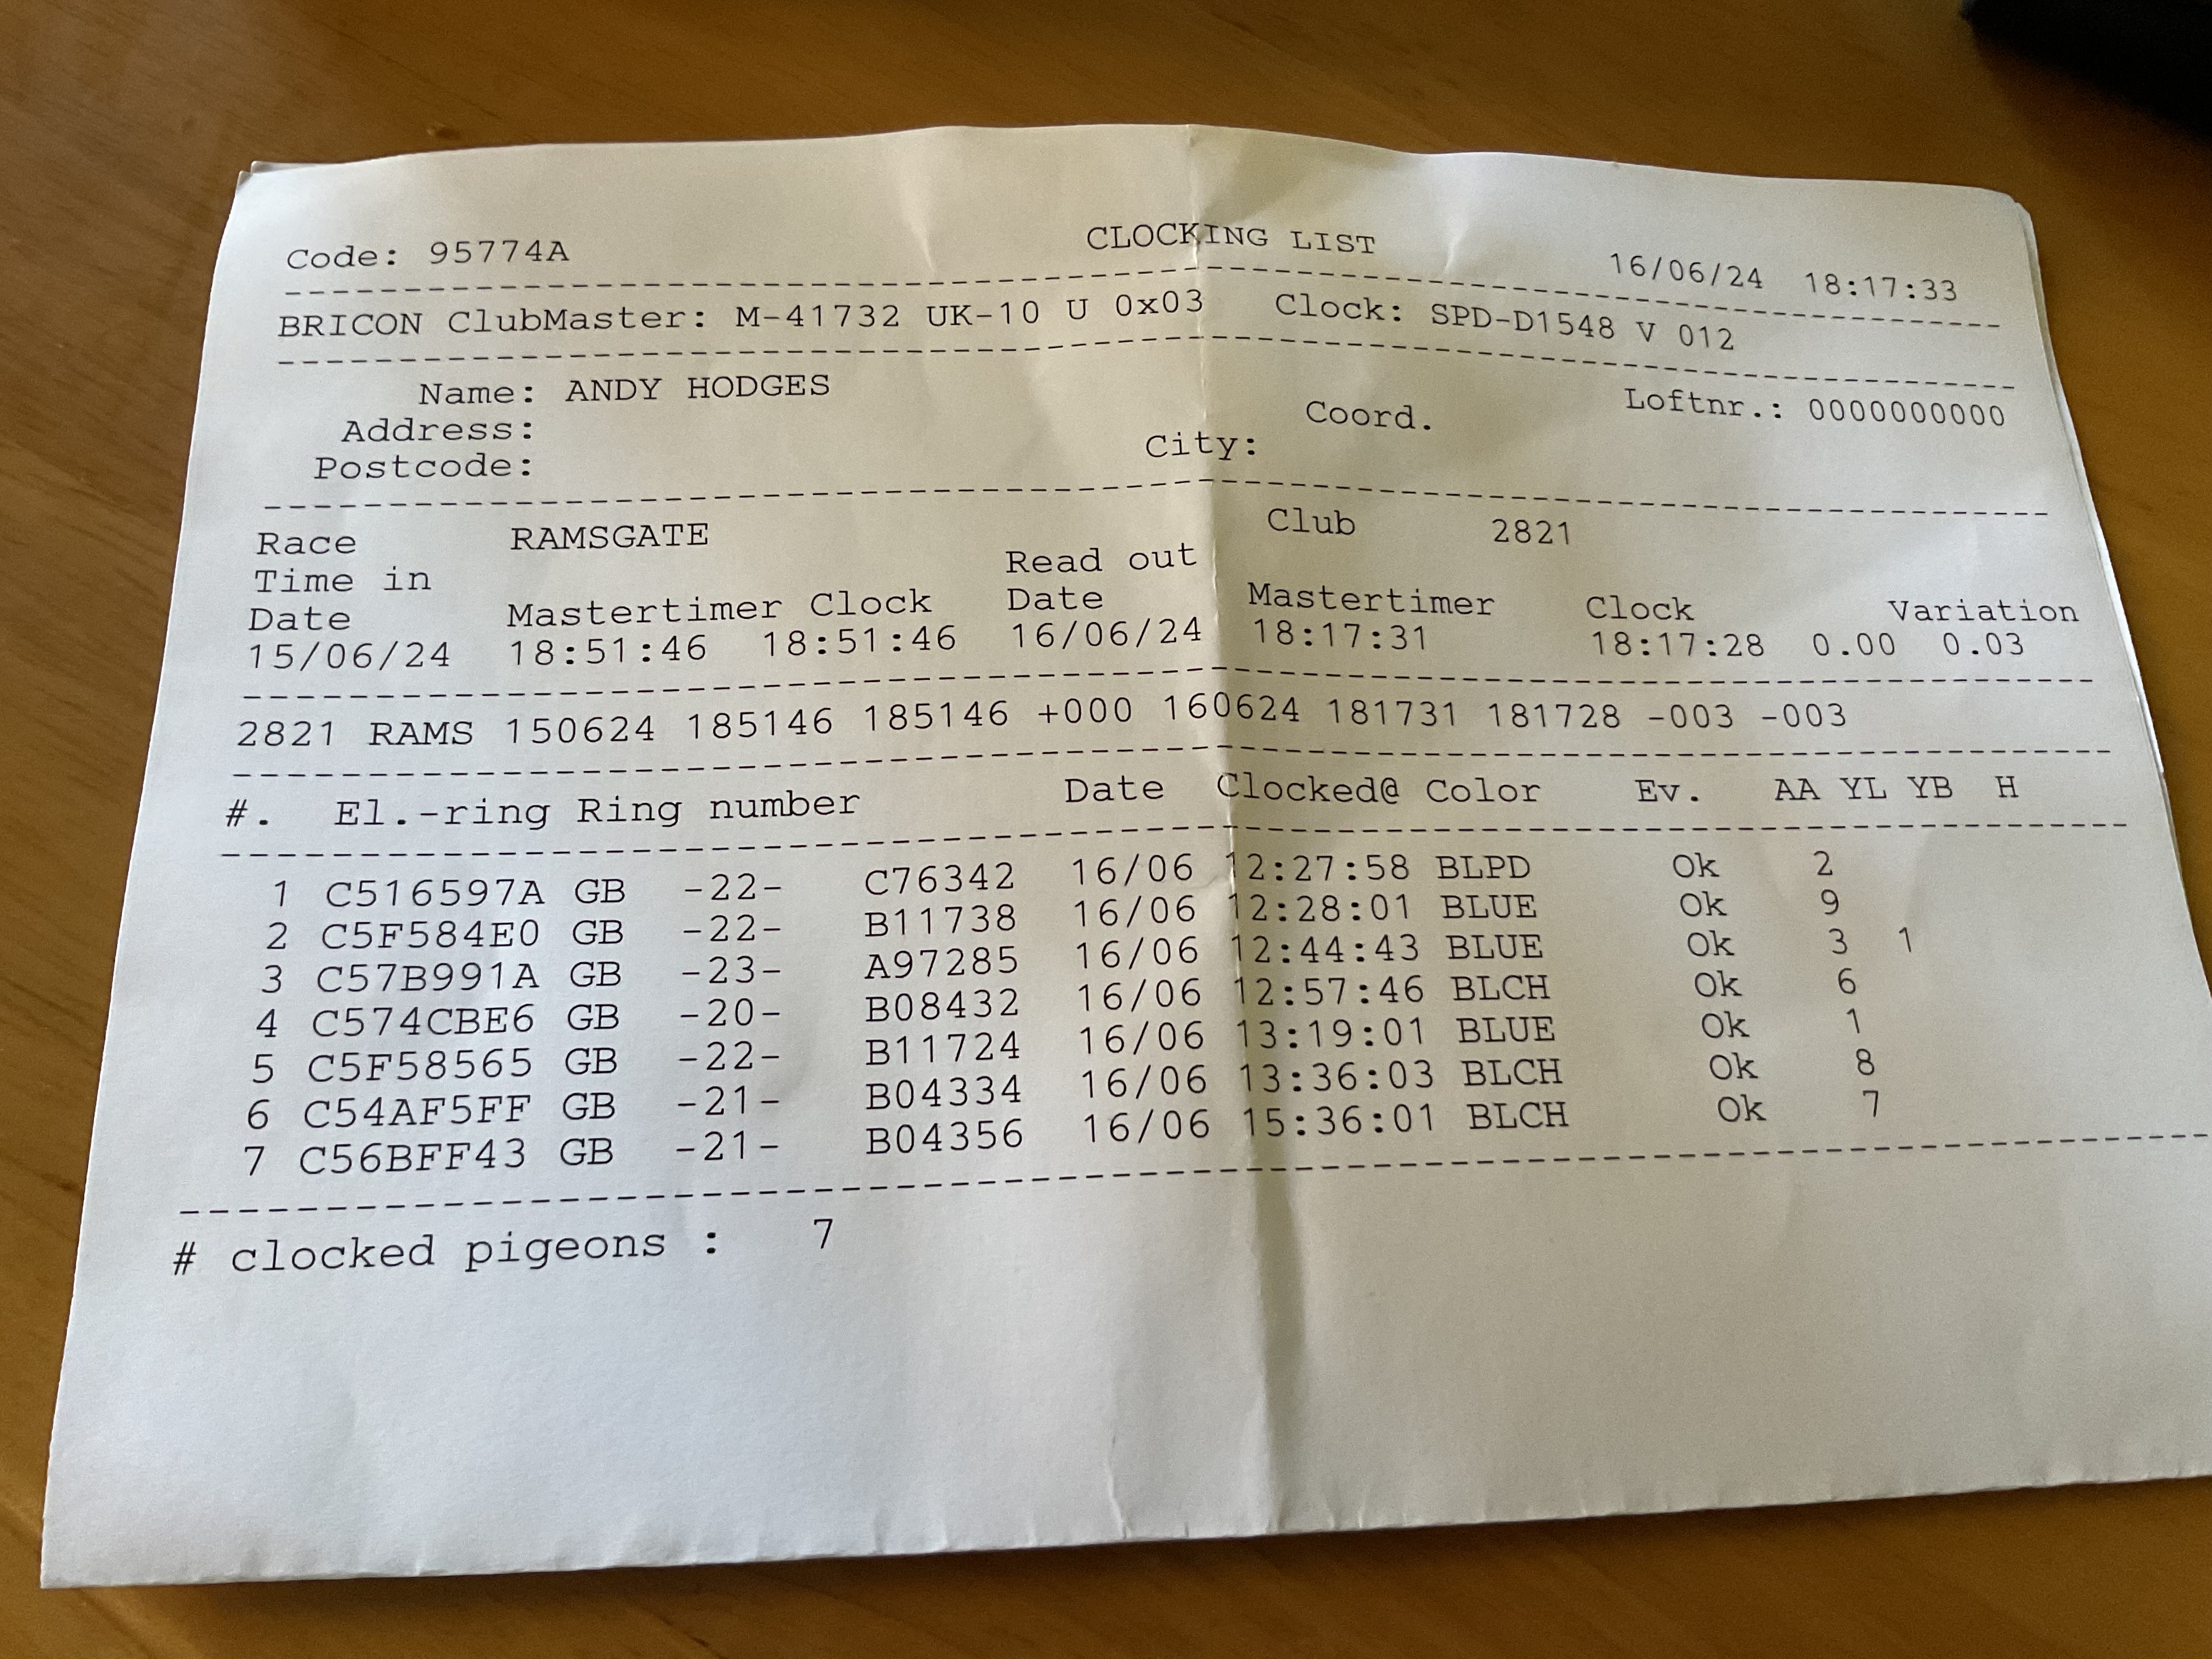 Code: 95774A CLOCKING LIST 16/06/24 18:17:33
BRICON ClubMaster: M-41732 UK-10 U 0x03 Clock: SPD-D1548 V 012
Name: ANDY HODGES Coord. Loftnr.: 0000000000
Address:
Postcode: City:
Race RAMSGATE Club 2821
Time in Read out
Date Mastertimer Clock Date Mastertimer Clock Variation
15/06/24 18:51:46 18:51:46 16/06/24 18:17:31 18:17:28 0.00 0.03
2821 RAMS 150624 185146 185146 +000 160624 181731 181728 -003 -003
#. El.-ring Ring number Date Clocked@ Color Ev. AA YL YB H
1 C516597A GB -22- C76342 16/06 12:27:58 BLPD Ok 2
2 C5F584E0 GB -22- B11738 16/06 12:28:01 BLUE Ok 9
3 C57B991A GB -23- A97285 16/06 12:44:43 BLUE Ok 3 1
4 C574CBE6 GB -20- B08432 16/06 12:57:46 BLCH Ok 6
5 C5F58565 GB -22- B11724 16/06 13:19:01 BLUE Ok 1
6 C54AF5FF GB -21- B04334 16/06 13:36:03 BLCH Ok 8
7 C56BFF43 GB -21- B04356 16/06 15:36:01 BLCH Ok 7
# clocked pigeons : 7